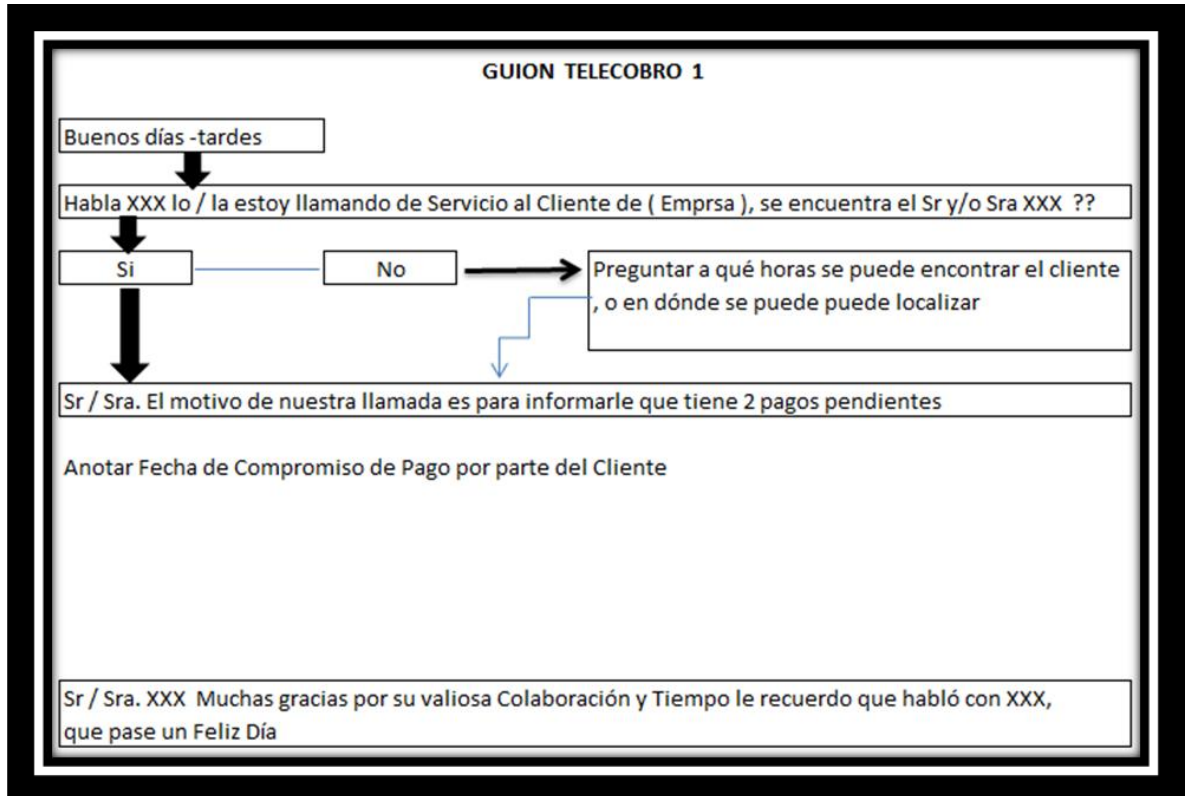 GUION TELECOBRO 1
Buenos días -tardes
Habla XXX lo / la estoy llamando de Servicio al Cliente de ( Emprsa ), se encuentra el Sr y/o Sra XXX ??
Si
No
Preguntar a qué horas se puede encontrar el cliente
, o en dónde se puede puede localizar
Sr / Sra. El motivo de nuestra llamada es para informarle que tiene 2 pagos pendientes
Anotar Fecha de Compromiso de Pago por parte del Cliente
Sr / Sra. XXX Muchas gracias por su valiosa Colaboración y Tiempo le recuerdo que habló con XXX,
que pase un Feliz Día